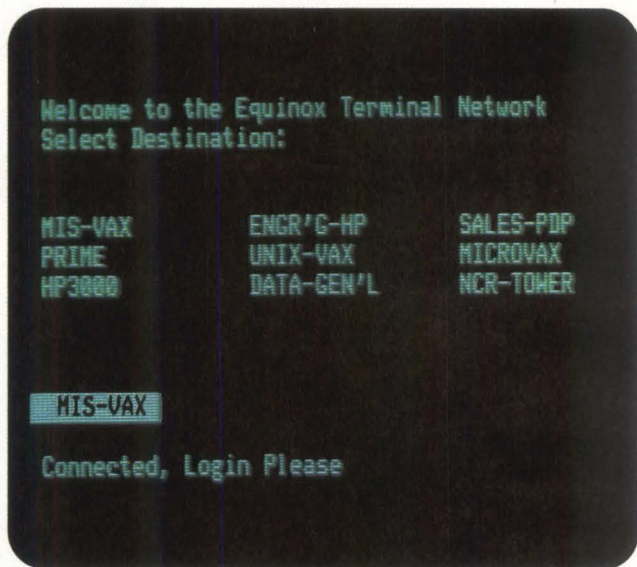 Welcome to the Equinox Terminal Network
Select Destination:
MIS-VAX ENGR'G-HP SALES-PDP
PRIME UNIX-VAX MICROVAX
HP3000 DATA-GEN'L NCR-TOWER
MIS-VAX
Connected, Login Please